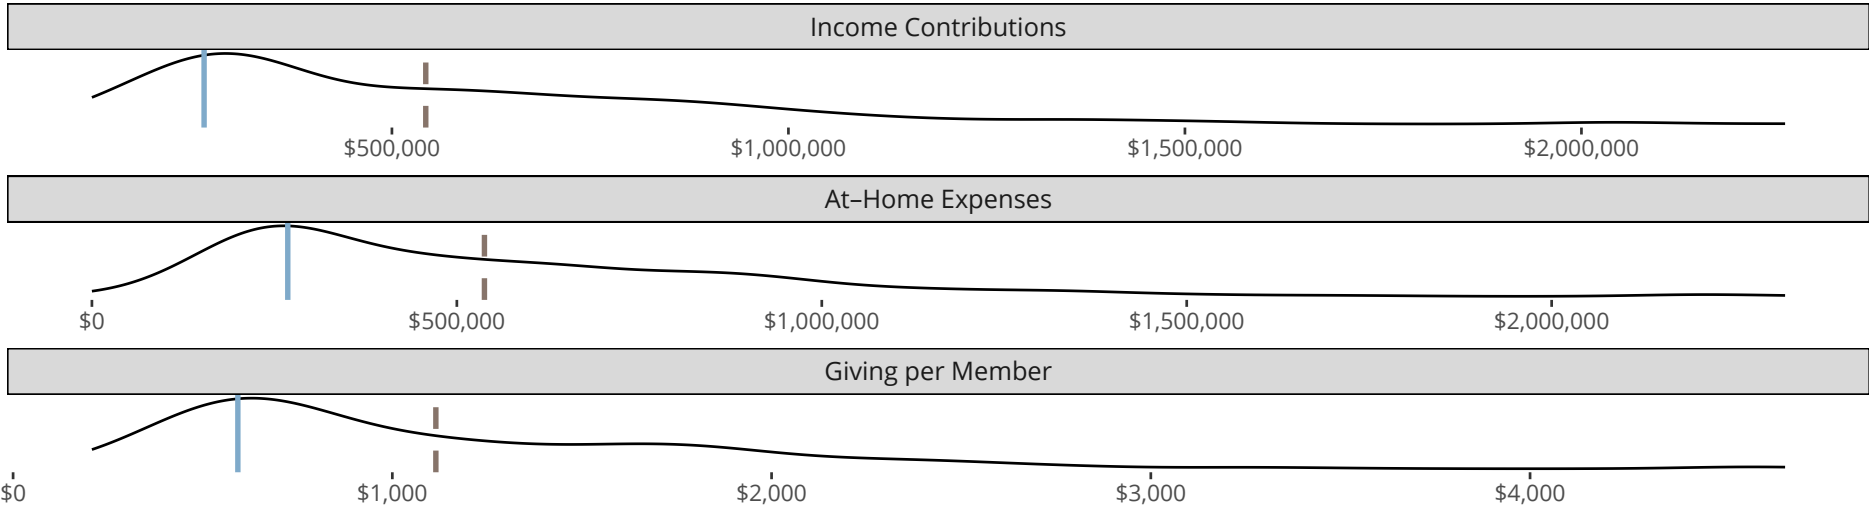 Income Contributions
$500,000 $1,000,000 $1,500,000 $2,000,000
At–Home Expenses
$0 $500,000 $1,000,000 $1,500,000 $2,000,000
Giving per Member
$0 $1,000 $2,000 $3,000 $4,000